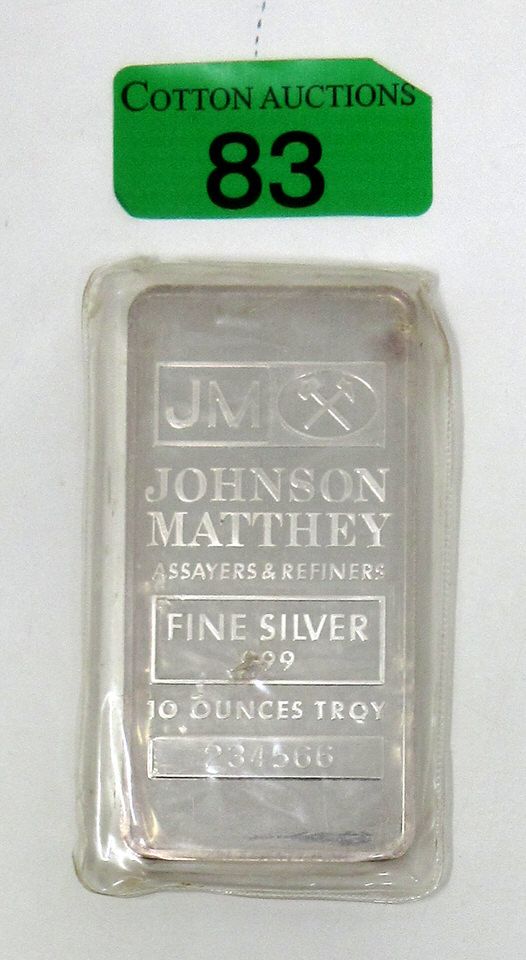 COTTON AUCTIONS
83
JM
JOHNSON
MATTHEY
ASSAYERS & REFINERS
FINE SILVER
999
10 OUNCES TROY
234566